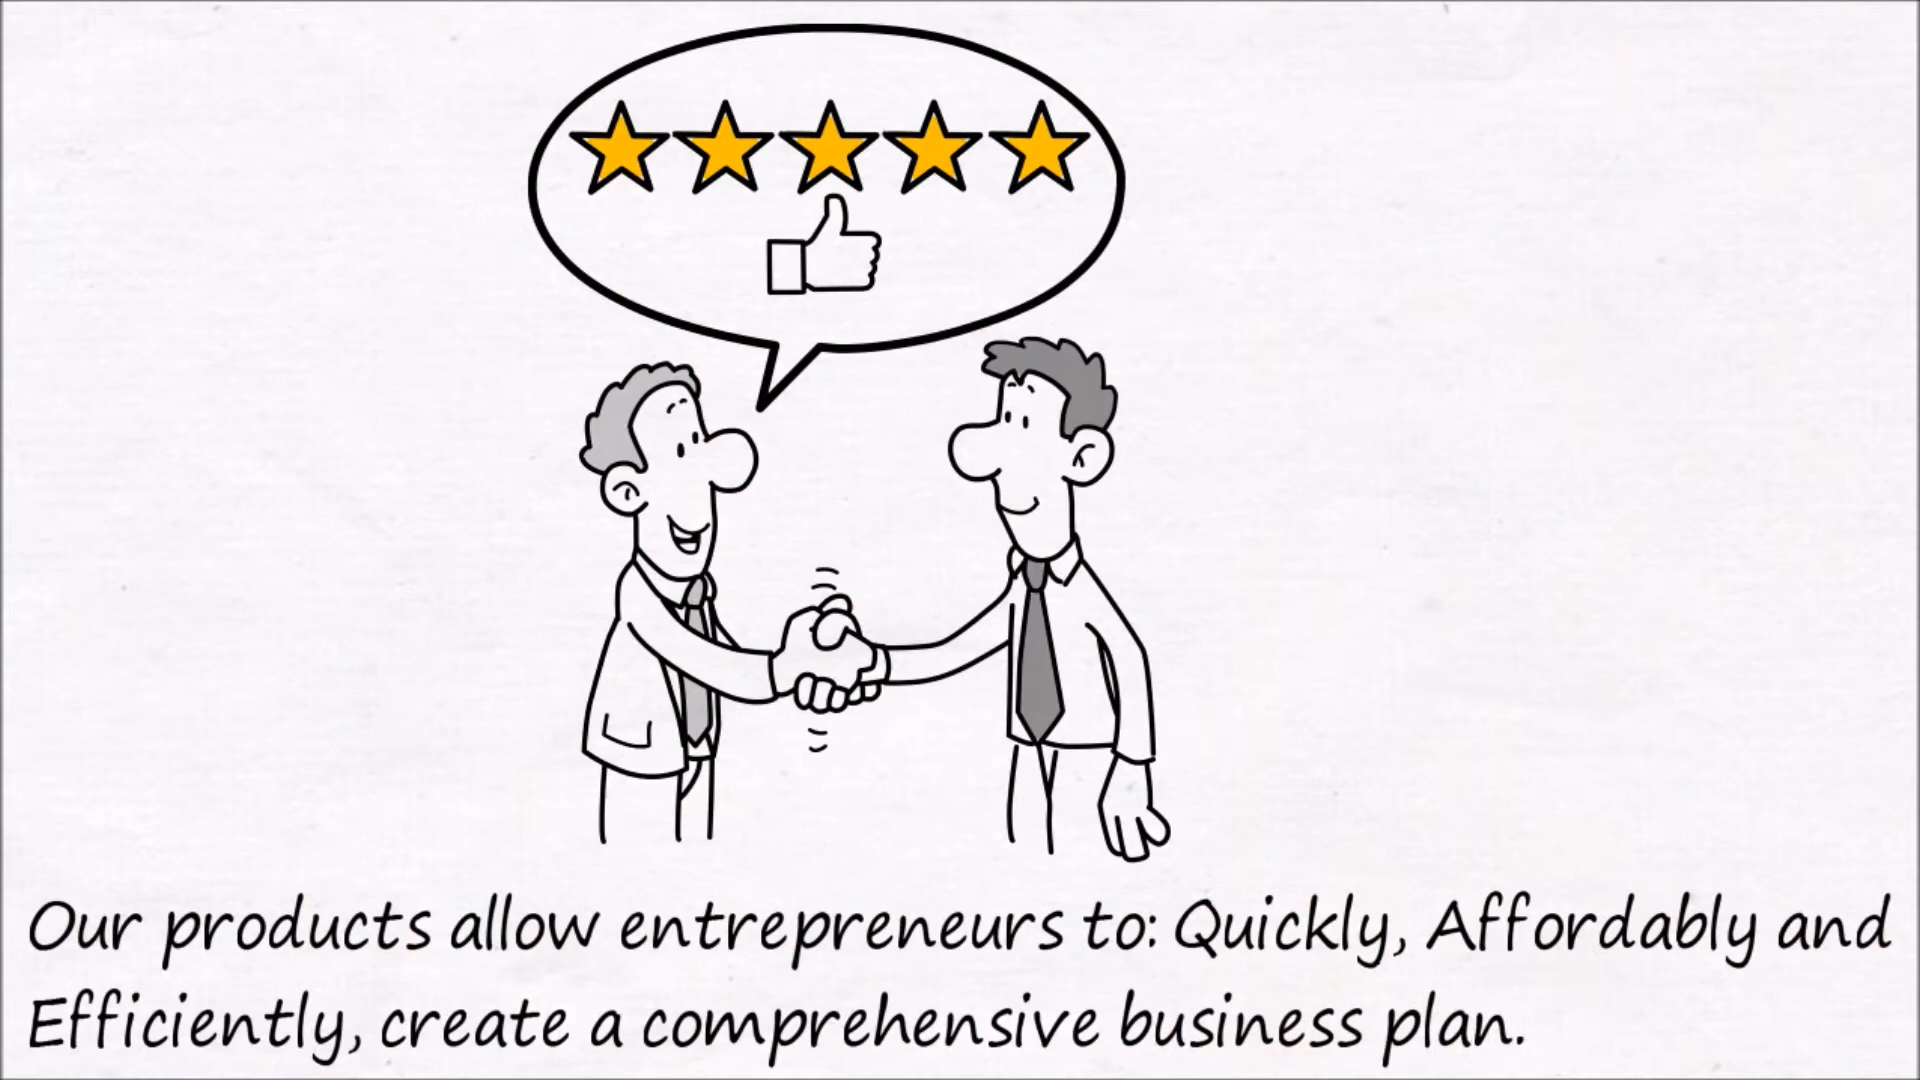 Our products allow entrepreneurs to: Quickly, Affordably and
Efficiently, create a comprehensive business plan.